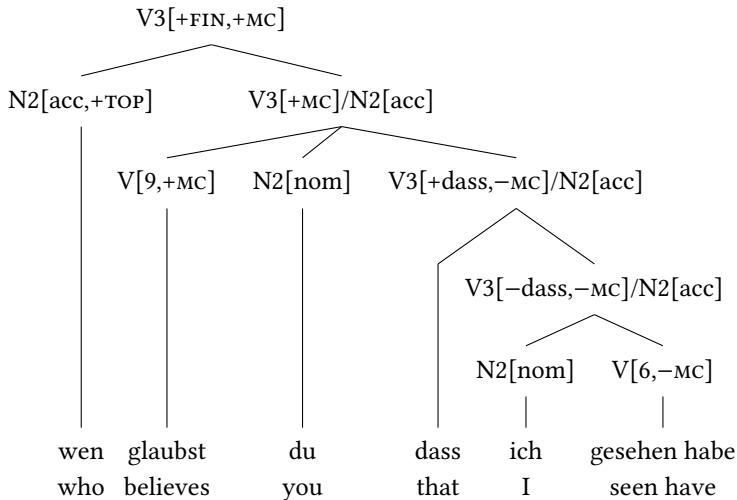 V3[+FIN,+MC]
N2[acc,+TOP] V3[+MC]/N2[acc]
V[9,+MC] N2[nom] V3[+dass,−MC]/N2[acc]
V3[−dass,−MC]/N2[acc]
N2[nom] V[6,−MC]
wen glaubst du dass ich gesehen habe
who believes you that I seen have